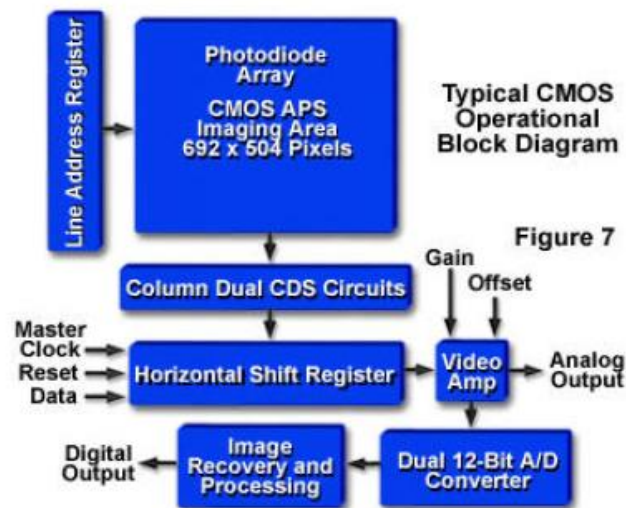 Line Address Register
Photodiode
Array
CMOS APS
Imaging Area
692 x 504 Pixels
Typical CMOS
Operational
Block Diagram
Figure 7
Column Dual CDS Circuits
Gain
Offset
Master
Clock
Reset
Data
Horizontal Shift Register
Video
Amp
Analog
Output
Digital
Output
Image
Recovery and
Processing
Dual 12-Bit A/D
Converter